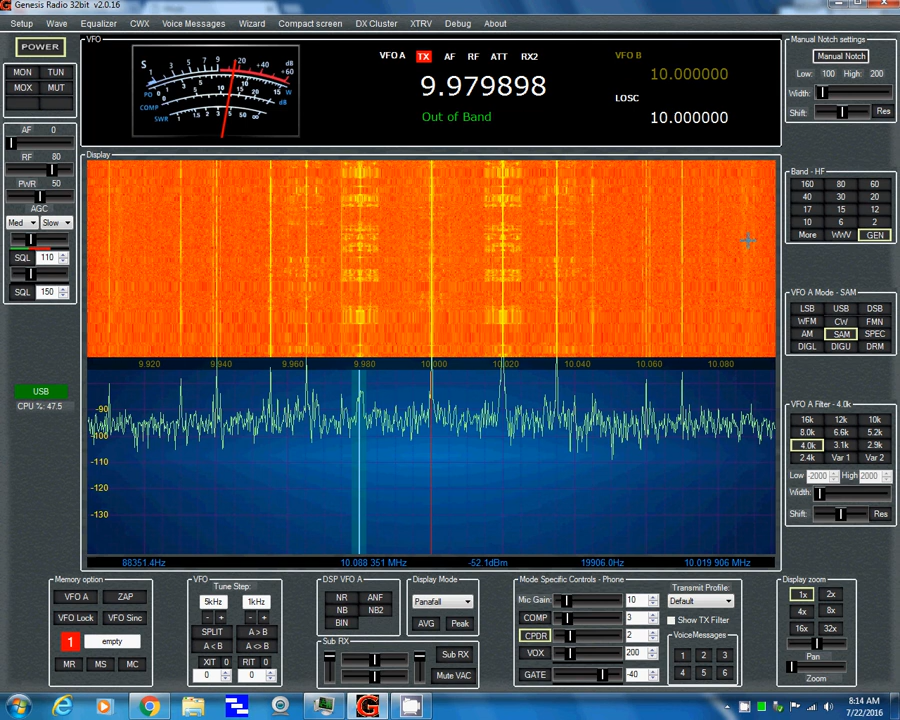 Genesis Radio 32bit v2.0.16
Setup Wave Equalizer CWX Voice Messages Wizard Compact screen DX Cluster XTRV Debug About
POWER
MON TUN
MOX MUT
AF 0
RF 80
PWR 50
AGC
Med Slow
SQL 110
SQL 150
USB
CPU %: 47.5
VFO
S 1 3 5 7 9 +20 +40 +60 dB
PO
W
COMP
dB
SWR
VFO A TX AF RF ATT RX2
9.979898
Out of Band
VFO B
10.000000
LOSC
10.000000
Manual Notch settings
Manual Notch
Low: 100 High: 200
Width:
Shift: Res
Display
9.920 9.940 9.960 9.980 10.000 10.020 10.040 10.060 10.080
-90
-100
-110
-120
-130
88351.4Hz 10.088 351 MHz -52.1dBm 19906.0Hz 10.019 906 MHz
Band - HF
160 80 60
40 30 20
17 15 12
10 6 2
More WWV GEN
VFO A Mode - SAM
LSB USB DSB
WFM CW FMN
AM SAM SPEC
DIGL DIGU DRM
VFO A Filter - 4.0k
16k 12k 10k
8.0k 6.6k 5.2k
4.0k 3.1k 2.9k
2.4k Var 1 Var 2
Low -2000 High 2000
Width:
Shift: Res
Memory option
VFO A ZAP
VFO Lock VFO Sinc
1 empty
MR MS MC
VFO
Tune Step:
5kHz 1kHz
- + - +
SPLIT A > B
A < B A <> B
XIT 0 RIT 0
0 0
DSP VFO A
NR ANF
NB NB2
BIN
Display Mode
Panafall
AVG Peak
Sub RX
Sub RX
Mute VAC
Mode Specific Controls - Phone
Mic Gain: 10
COMP 3
CPDR 2
VOX 200
GATE -40
Transmit Profile:
Default
Show TX Filter
VoiceMessages
1 2 3
4 5 6
Display zoom
1x 2x
4x 8x
16x 32x
Pan
Zoom
8:14 AM
7/22/2016